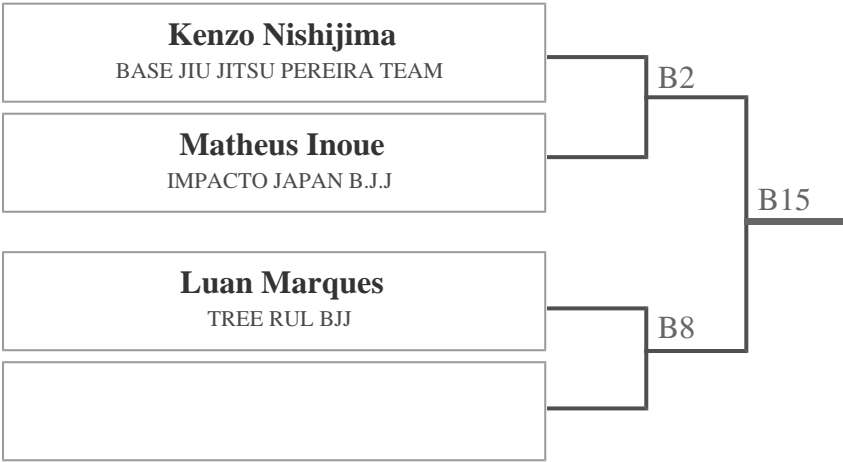 Kenzo Nishijima
BASE JIU JITSU PEREIRA TEAM
B2
Matheus Inoue
IMPACTO JAPAN B.J.J
B15
Luan Marques
TREE RUL BJJ
B8